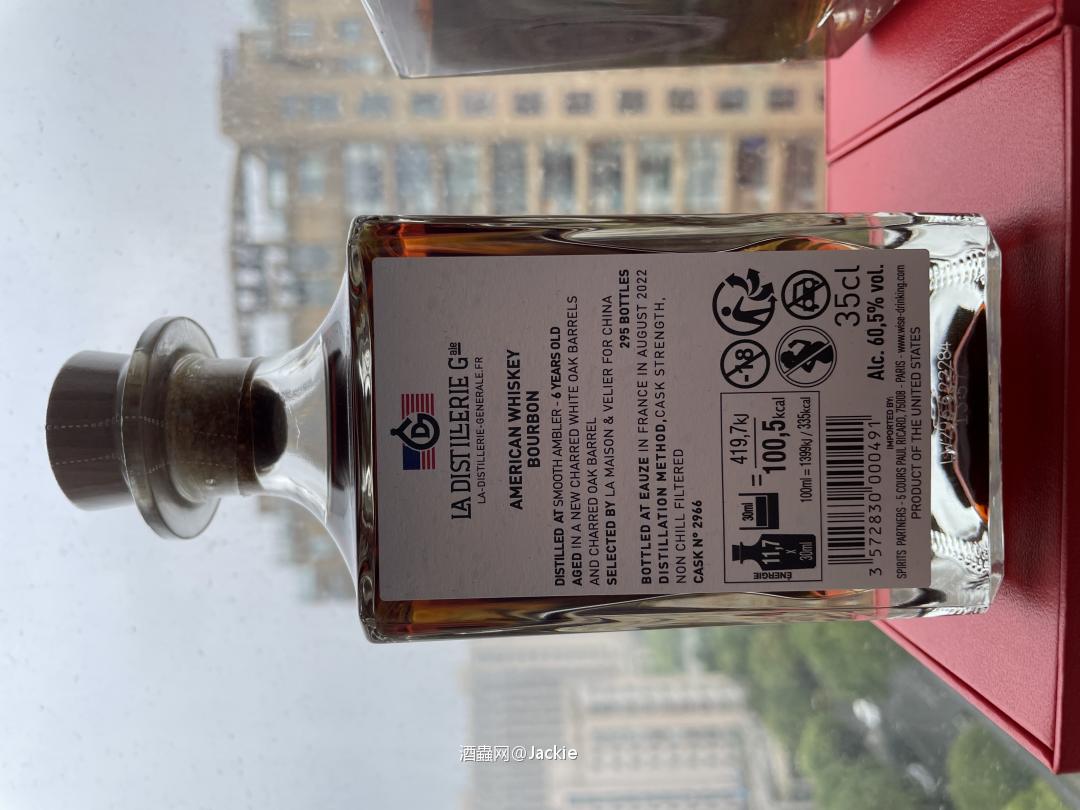 LA DISTILLERIE Gale
LA-DISTILLERIE-GENERALE.FR
AMERICAN WHISKEY
BOURBON
DISTILLED AT SMOOTH AMBLER - 6 YEARS OLD
AGED IN A NEW CHARRED WHITE OAK BARRELS
AND CHARRED OAK BARREL
SELECTED BY LA MAISON & VELIER FOR CHINA
295 BOTTLES
BOTTLED AT EAUZE IN FRANCE IN AUGUST 2022
DISTILLATION METHOD, CASK STRENGTH,
NON CHILL FILTERED
CASK N° 2966
ÉNERGIE
11,7
x
30ml
30ml
=
419,7kJ
100,5kcal
100ml = 1399kJ / 335kcal
-18
35cl
Alc. 60,5% vol.
3 572830 000491
IMPORTED BY:
SPIRITS PARTNERS - 5 COURS PAUL RICARD, 75008 - PARIS - www.wise-drinking.com
PRODUCT OF THE UNITED STATES
酒蟲网@Jackie